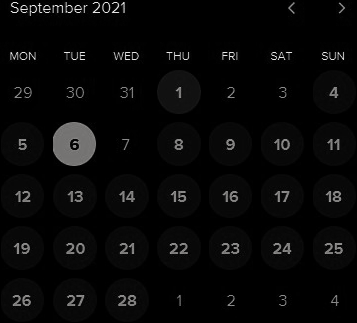 September 2021
MON TUE WED THU FRI SAT SUN
29 30 31 1 2 3 4
5 6 7 8 9 10 11
12 13 14 15 16 17 18
19 20 21 22 23 24 25
26 27 28 1 2 3 4